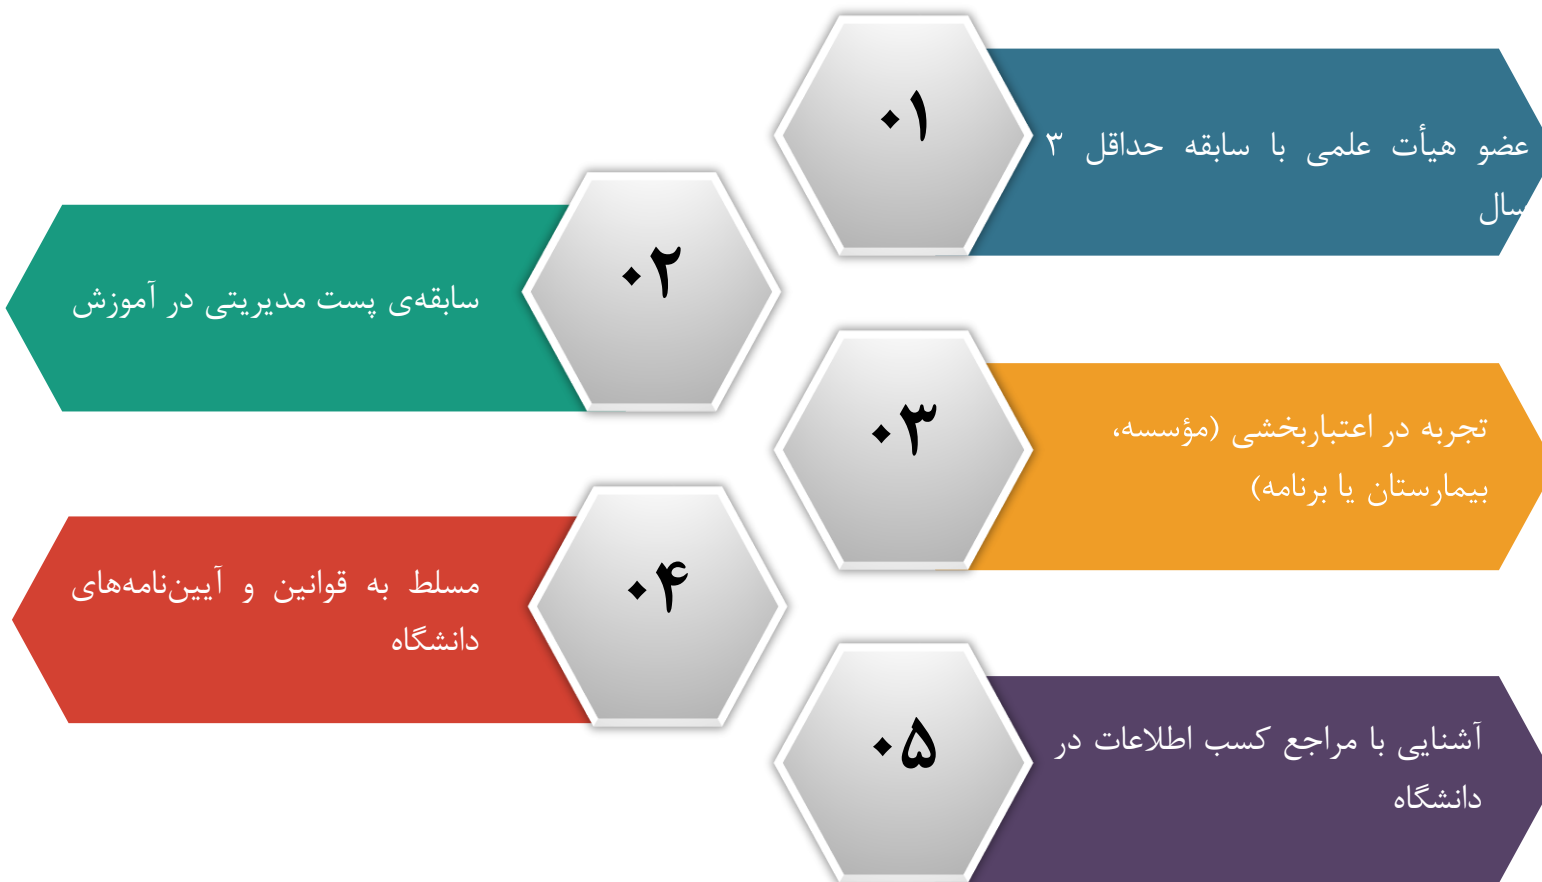 ۰۱
عضو هیأت علمی با سابقه حداقل ۳
سال
۰۲
سابقه‌ی پست مدیریتی در آموزش
۰۳
تجربه در اعتباربخشی (مؤسسه،
بیمارستان یا برنامه)
۰۴
مسلط به قوانین و آیین‌نامه‌های
دانشگاه
۰۵
آشنایی با مراجع کسب اطلاعات در
دانشگاه